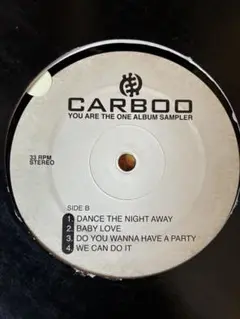 CARBOO
YOU ARE THE ONE ALBUM SAMPLER
33 RPM
STEREO
SIDE B
1. DANCE THE NIGHT AWAY
2. BABY LOVE
3. DO YOU WANNA HAVE A PARTY
4. WE CAN DO IT